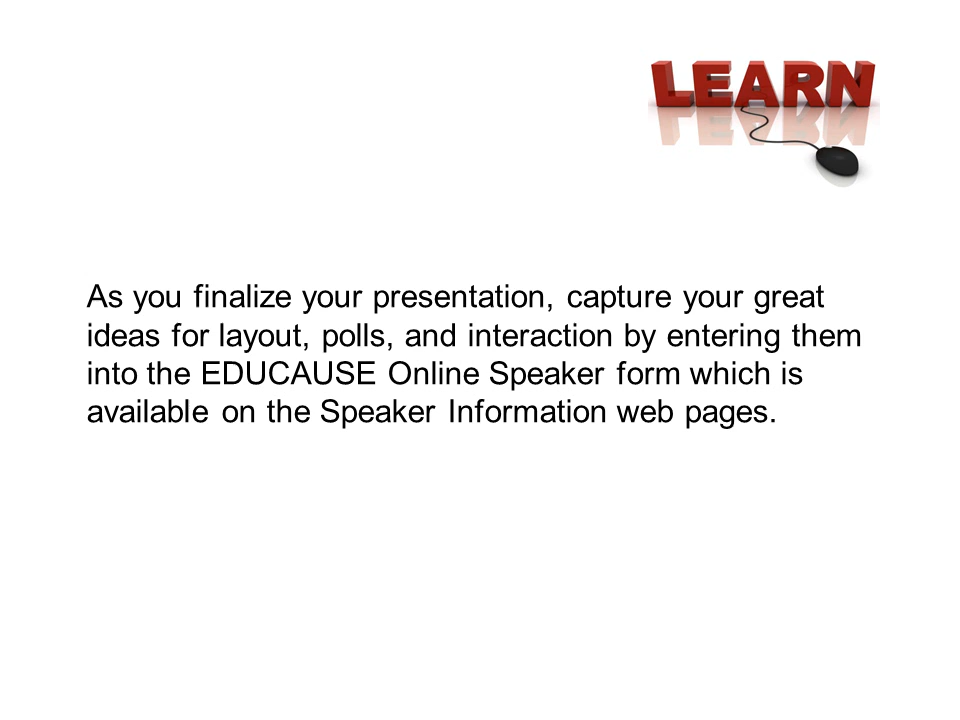 LEARN
As you finalize your presentation, capture your great
ideas for layout, polls, and interaction by entering them
into the EDUCAUSE Online Speaker form which is
available on the Speaker Information web pages.